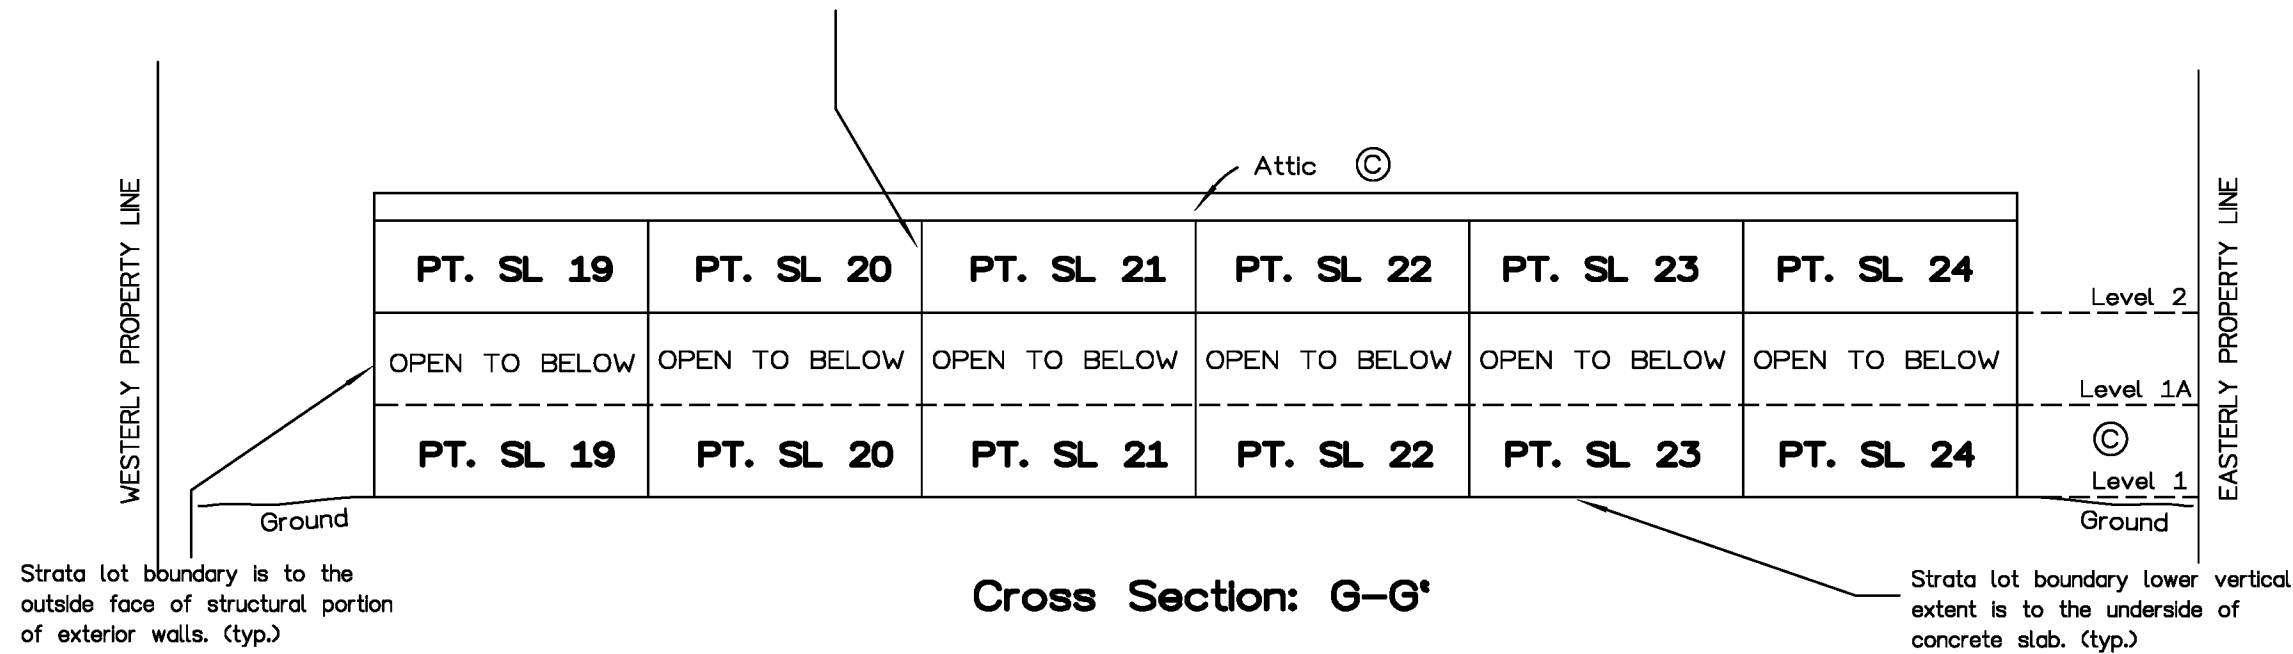 Attic Ⓒ
WESTERLY PROPERTY LINE
EASTERLY PROPERTY LINE
PT. SL 19 PT. SL 20 PT. SL 21 PT. SL 22 PT. SL 23 PT. SL 24
Level 2
OPEN TO BELOW OPEN TO BELOW OPEN TO BELOW OPEN TO BELOW OPEN TO BELOW OPEN TO BELOW
Level 1A
PT. SL 19 PT. SL 20 PT. SL 21 PT. SL 22 PT. SL 23 PT. SL 24
Ⓒ
Level 1
Ground
Ground
Strata lot boundary is to the
outside face of structural portion
of exterior walls. (typ.)
Cross Section: G-G'
Strata lot boundary lower vertical
extent is to the underside of
concrete slab. (typ.)